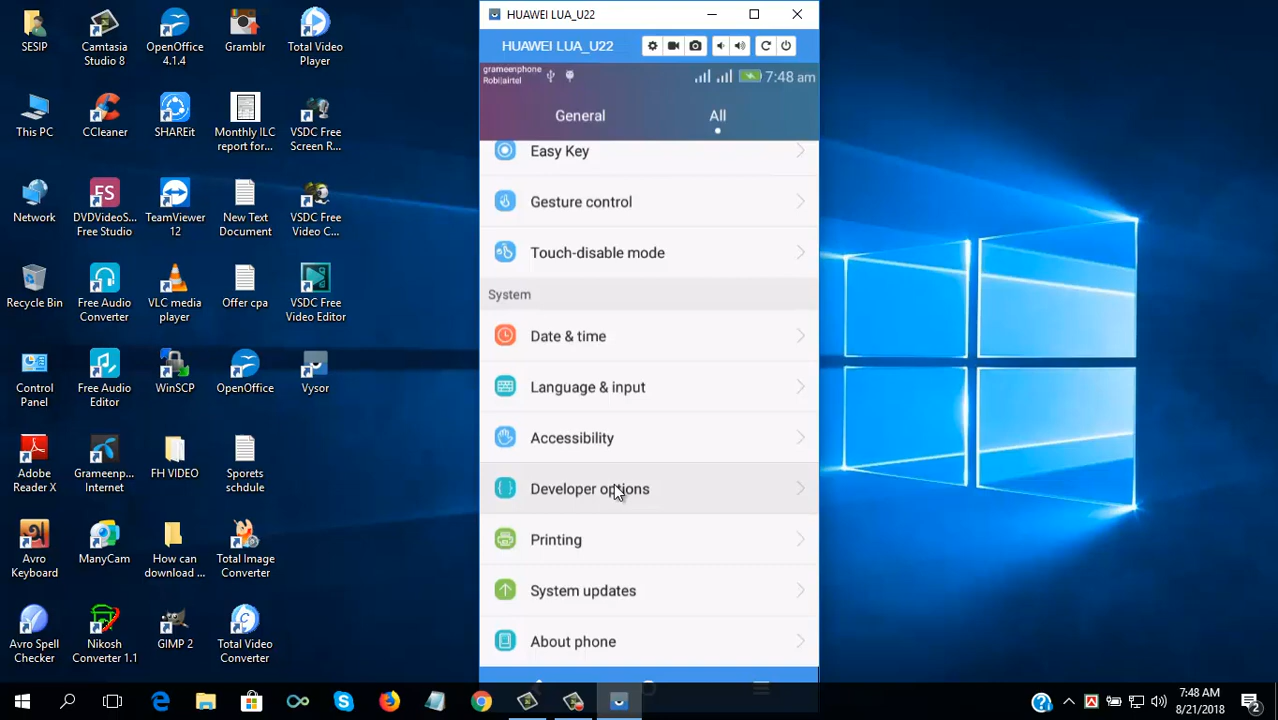 SESIP
Camtasia
Studio 8
OpenOffice
4.1.4
Gramblr
Total Video
Player
This PC
CCleaner
SHAREit
Monthly ILC
report for...
VSDC Free
Screen R...
Network
DVDVideoS...
Free Studio
TeamViewer
12
New Text
Document
VSDC Free
Video C...
Recycle Bin
Free Audio
Converter
VLC media
player
Offer cpa
VSDC Free
Video Editor
Control
Panel
Free Audio
Editor
WinSCP
OpenOffice
Vysor
Adobe
Reader X
Grameenp...
Internet
FH VIDEO
Sporets
schdule
Avro
Keyboard
ManyCam
How can
download ...
Total Image
Converter
Avro Spell
Checker
Nikosh
Converter 1.1
GIMP 2
Total Video
Converter
HUAWEI LUA_U22
HUAWEI LUA_U22
grameenphone
Robi|airtel
7:48 am
General
All
Easy Key
Gesture control
Touch-disable mode
System
Date & time
Language & input
Accessibility
Developer options
Printing
System updates
About phone
7:48 AM
8/21/2018
2